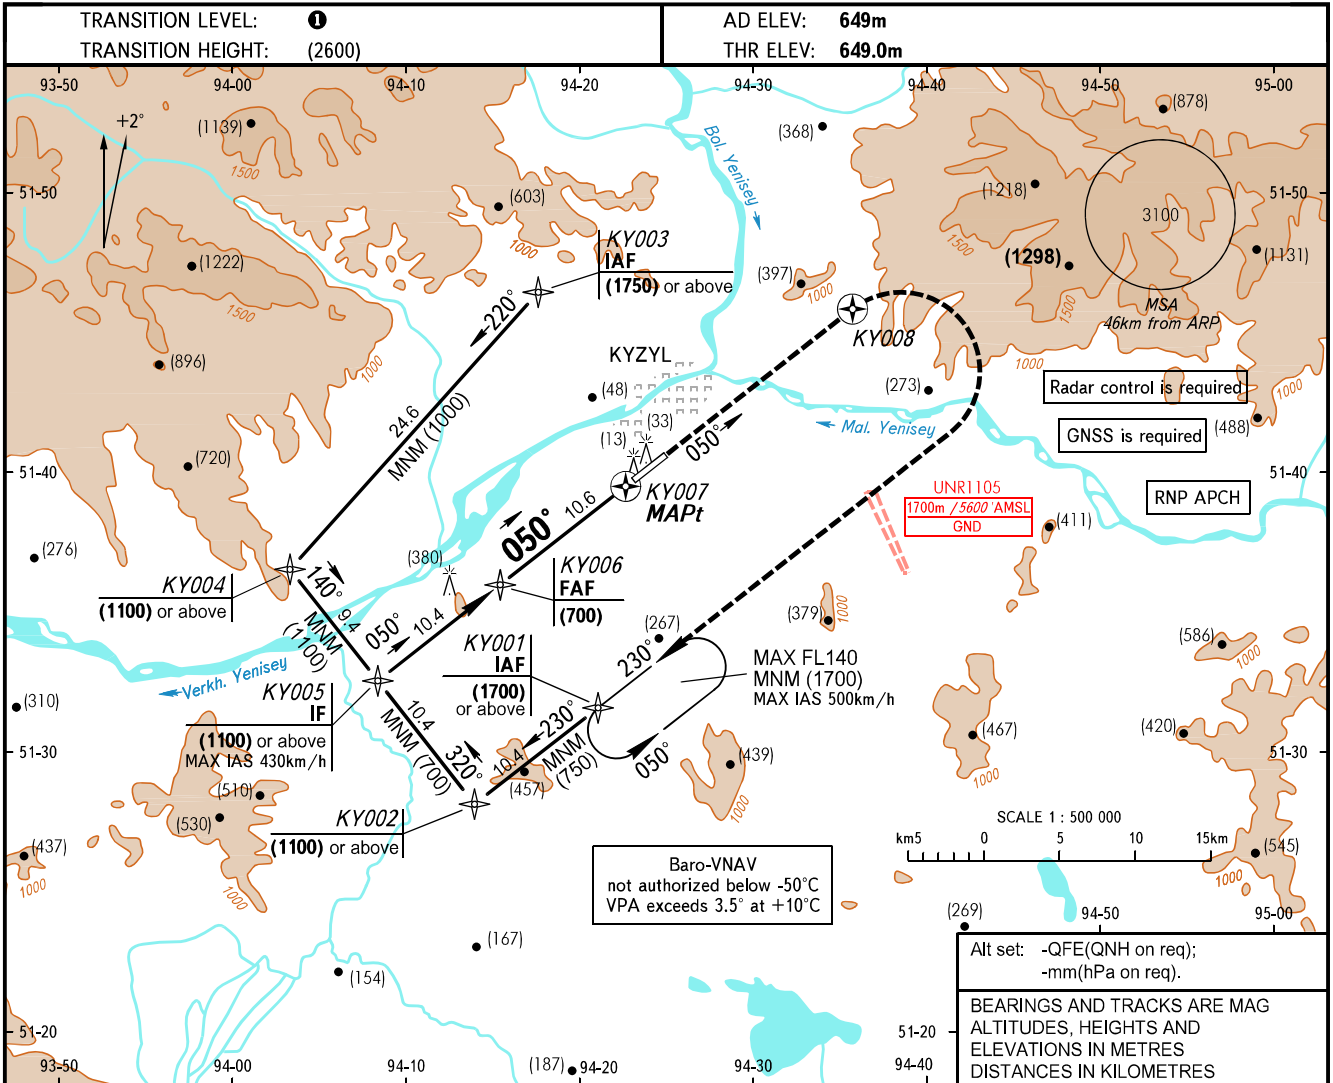 TRANSITION LEVEL: ❶
TRANSITION HEIGHT: (2600)
AD ELEV: 649m
THR ELEV: 649.0m
93-50
94-00
94-10
94-20
94-30
94-40
94-50
95-00
+2°
(1139)
1500
(368)
(878)
Bol. Yenisey
51-50
(603)
1000
(1218)
3100
51-50
(1222)
1500
KY003
IAF
(1750) or above
(397)
1000
1500
(1298)
1500
(1131)
MSA
46km from ARP
220°
KY008
(896)
1000
KYZYL
1000
(273)
Radar control is required
1000
24.6
MNM (1000)
(48)
(33)
(13)
050°
Mal. Yenisey
GNSS is required
(488)
(720)
51-40
51-40
KY007
MAPt
10.6
050°
UNR1105
1700m / 5600 'AMSL
GND
RNP APCH
(411)
1000
(276)
(380)
KY004
(1100) or above
140°
9.4
MNM
(1100)
KY006
FAF
(700)
050°
10.4
(267)
(379)
1000
(586)
1000
KY001
IAF
(1700)
or above
230°
MAX FL140
MNM (1700)
MAX IAS 500km/h
Verkh. Yenisey
KY005
IF
(1100) or above
MAX IAS 430km/h
(310)
10.4
MNM (700)
320°
230°
10.4
MNM
(750)
050°
(467)
1000
(420)
51-30
51-30
(439)
1000
(457)
(510)
(530)
1000
KY002
(1100) or above
(437)
1000
SCALE 1 : 500 000
km5 0 5 10 15km
(545)
1000
Baro-VNAV
not authorized below -50°C
VPA exceeds 3.5° at +10°C
(269)
94-50
95-00
(167)
(154)
Alt set: -QFE(QNH on req);
-mm(hPa on req).
BEARINGS AND TRACKS ARE MAG
ALTITUDES, HEIGHTS AND
ELEVATIONS IN METRES
DISTANCES IN KILOMETRES
51-20
51-20
(187)
93-50
94-00
94-10
94-20
94-30
94-40